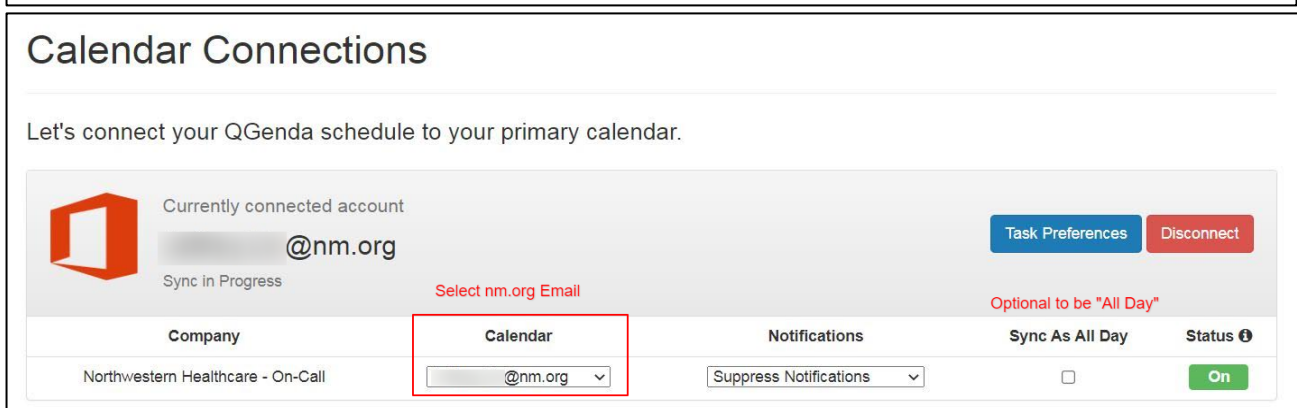 Calendar Connections
Let's connect your QGenda schedule to your primary calendar.
Currently connected account
@nm.org
Sync in Progress
Task Preferences
Disconnect
Select nm.org Email
Optional to be "All Day"
Company Calendar Notifications Sync As All Day Status
Northwestern Healthcare - On-Call @nm.org Suppress Notifications On